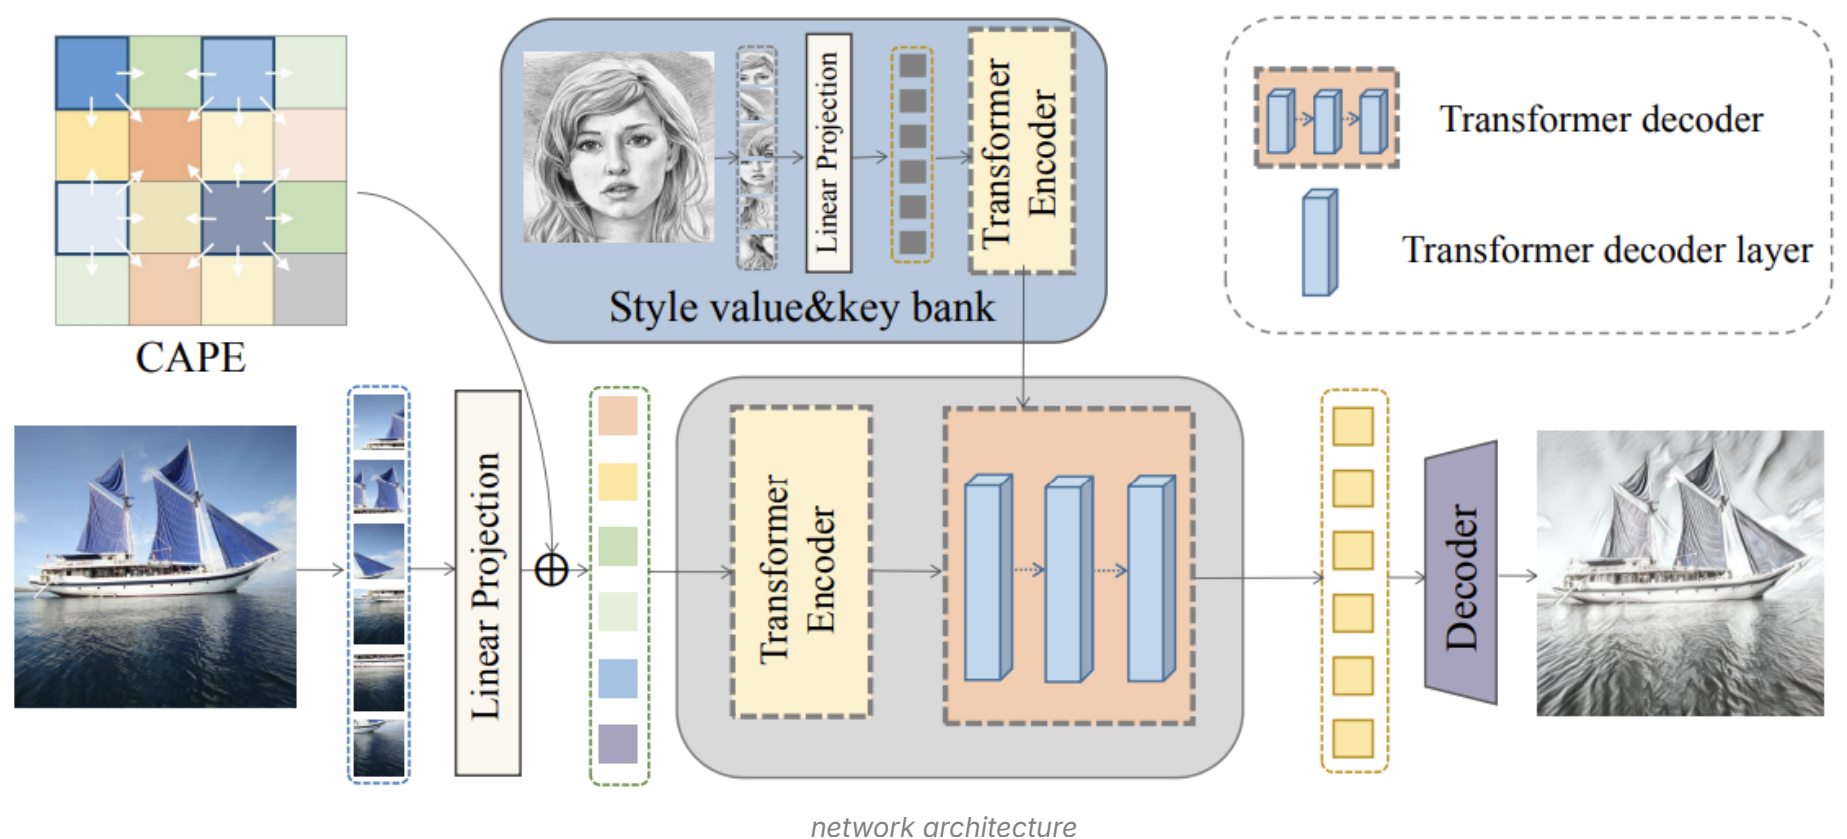 CAPE
Linear Projection
Transformer
Encoder
Style value&key bank
Transformer decoder
Transformer decoder layer
Linear Projection
Transformer
Encoder
Decoder
network architecture